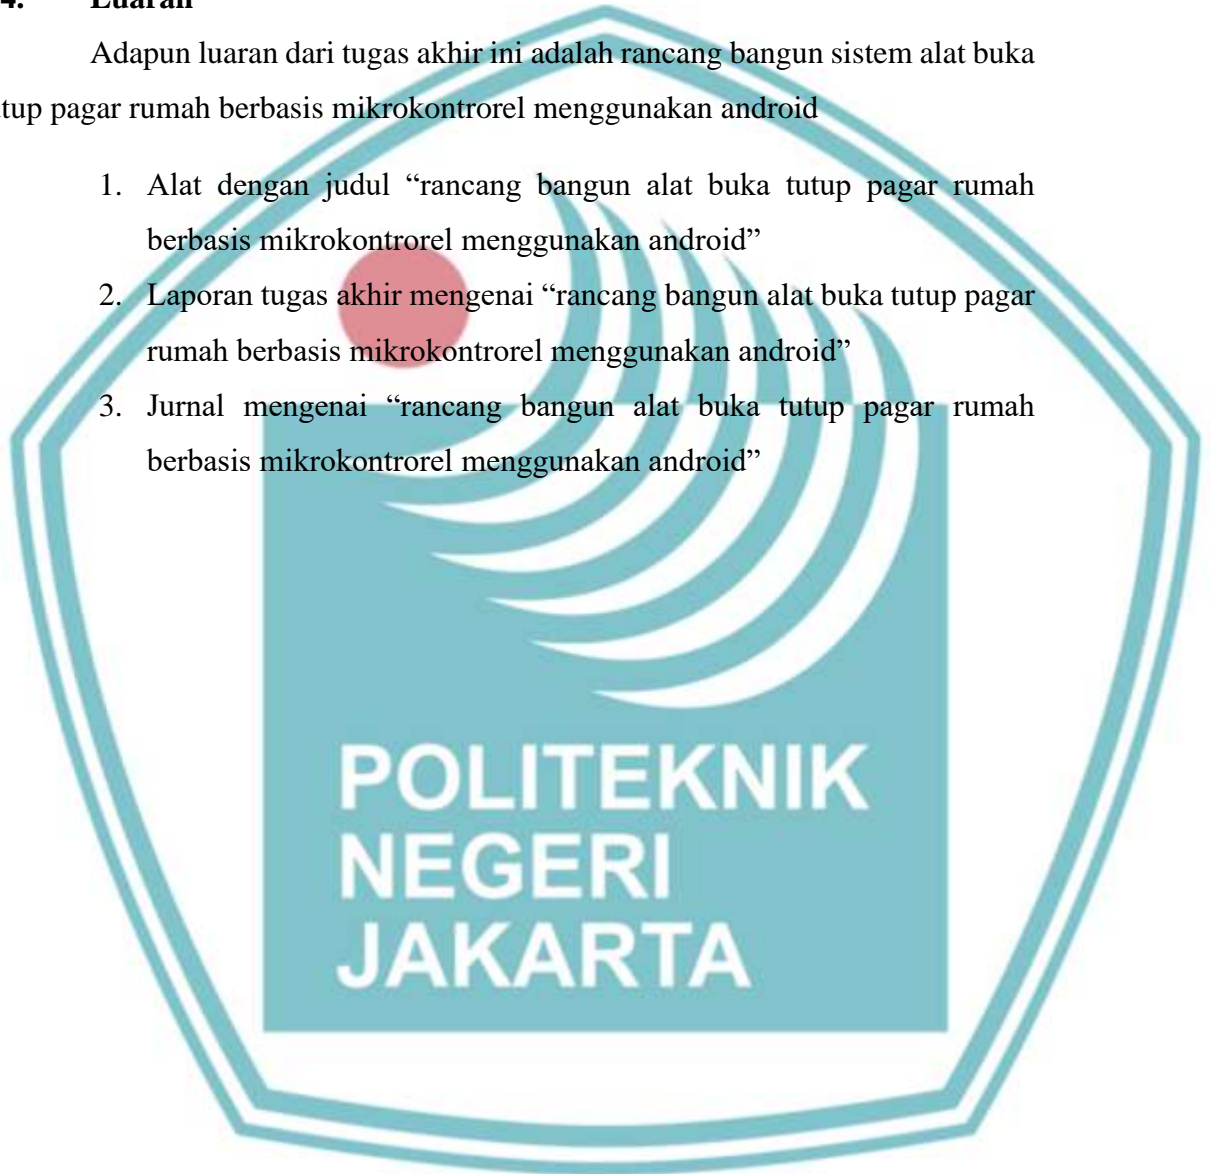 4. Luaran
Adapun luaran dari tugas akhir ini adalah rancang bangun sistem alat buka
tup pagar rumah berbasis mikrokontrorel menggunakan android
1. Alat dengan judul “rancang bangun alat buka tutup pagar rumah
berbasis mikrokontrorel menggunakan android”
2. Laporan tugas akhir mengenai “rancang bangun alat buka tutup pagar
rumah berbasis mikrokontrorel menggunakan android”
3. Jurnal mengenai “rancang bangun alat buka tutup pagar rumah
berbasis mikrokontrorel menggunakan android”
POLITEKNIK
NEGERI
JAKARTA